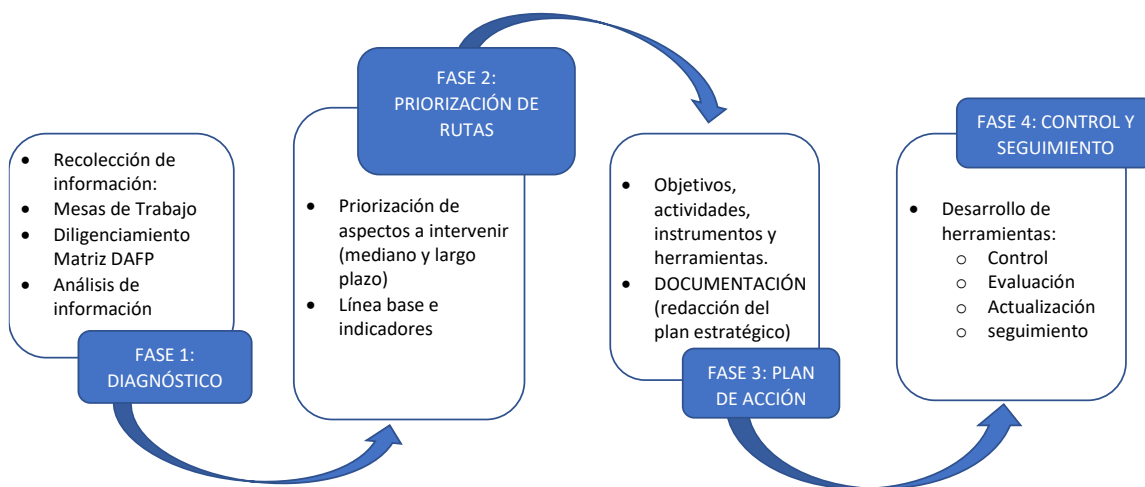 • Recolección de
información:
• Mesas de Trabajo
• Diligenciamiento
Matriz DAFP
• Análisis de
información
FASE 1:
DIAGNÓSTICO
FASE 2:
PRIORIZACIÓN DE
RUTAS
• Priorización de
aspectos a intervenir
(mediano y largo
plazo)
• Línea base e
indicadores
• Objetivos,
actividades,
instrumentos y
herramientas.
• DOCUMENTACIÓN
(redacción del
plan estratégico)
FASE 3: PLAN
DE ACCIÓN
FASE 4: CONTROL Y
SEGUIMIENTO
• Desarrollo de
herramientas:
o Control
o Evaluación
o Actualización
o seguimiento